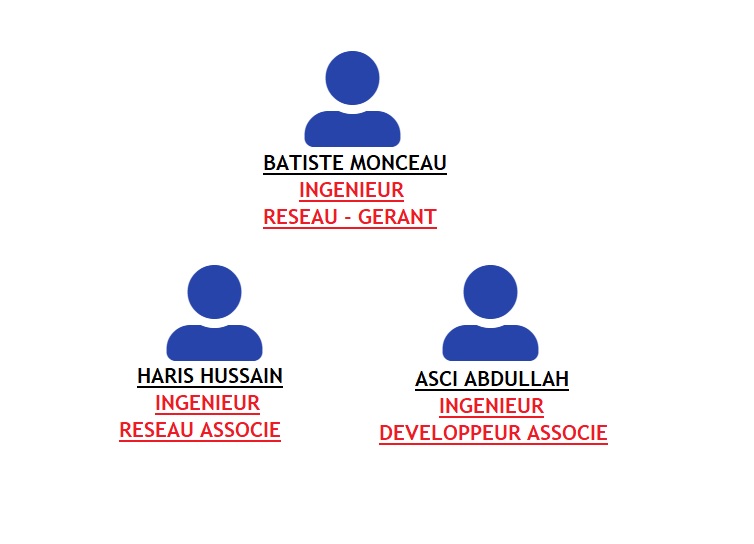 BATISTE MONCEAU
INGENIEUR
RESEAU - GERANT
HARIS HUSSAIN
INGENIEUR
RESEAU ASSOCIE
ASCI ABDULLAH
INGENIEUR
DEVELOPPEUR ASSOCIE